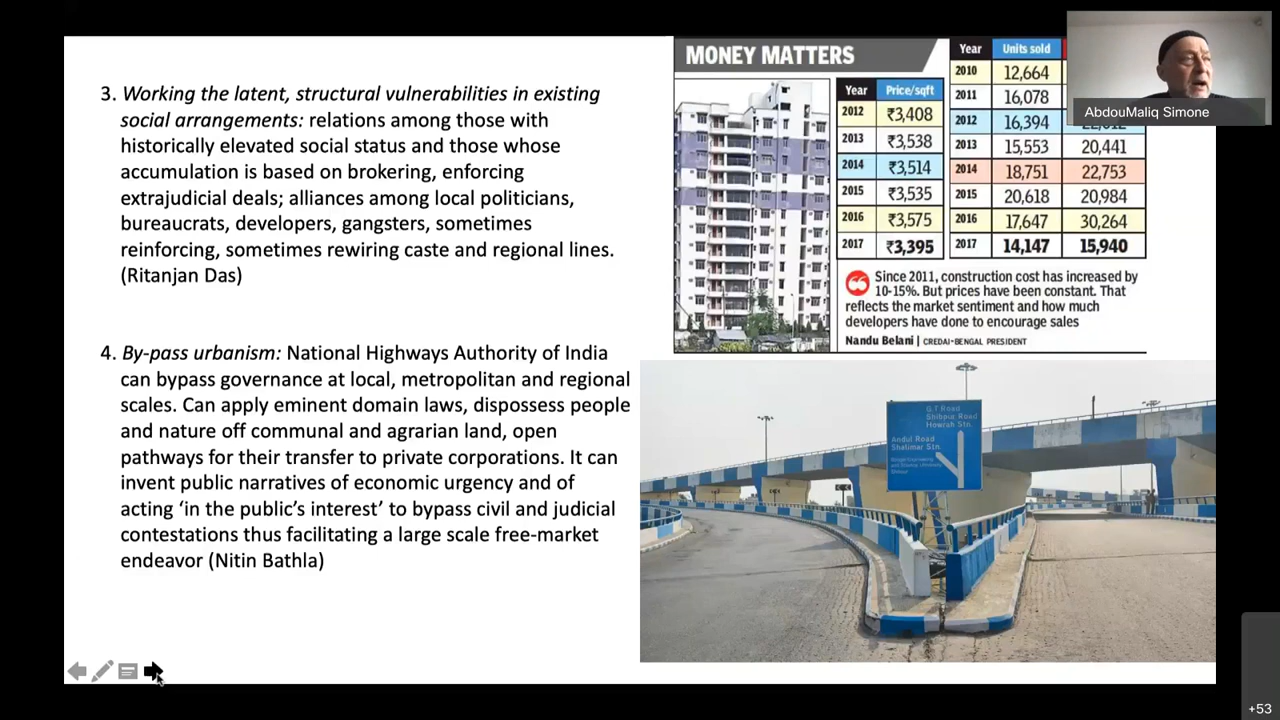 3. Working the latent, structural vulnerabilities in existing
social arrangements: relations among those with
historically elevated social status and those whose
accumulation is based on brokering, enforcing
extrajudicial deals; alliances among local politicians,
bureaucrats, developers, gangsters, sometimes
reinforcing, sometimes rewiring caste and regional lines.
(Ritanjan Das)
4. By-pass urbanism: National Highways Authority of India
can bypass governance at local, metropolitan and regional
scales. Can apply eminent domain laws, dispossess people
and nature off communal and agrarian land, open
pathways for their transfer to private corporations. It can
invent public narratives of economic urgency and of
acting ‘in the public’s interest’ to bypass civil and judicial
contestations thus facilitating a large scale free-market
endeavor (Nitin Bathla)
MONEY MATTERS
Year Price/sqft
2012 ₹3,408
2013 ₹3,538
2014 ₹3,514
2015 ₹3,535
2016 ₹3,575
2017 ₹3,395
Year Units sold
2010 12,664
2011 16,078
2012 16,394
2013 15,553 20,441
2014 18,751 22,753
2015 20,618 20,984
2016 17,647 30,264
2017 14,147 15,940
Since 2011, construction cost has increased by
10-15%. But prices have been constant. That
reflects the market sentiment and how much
developers have done to encourage sales
Nandu Belani | CREDAI-BENGAL PRESIDENT
G.T Road
Shibpur Road
Howrah Stn.
Andul Road
Shalimar Stn.
AbdouMaliq Simone
+53